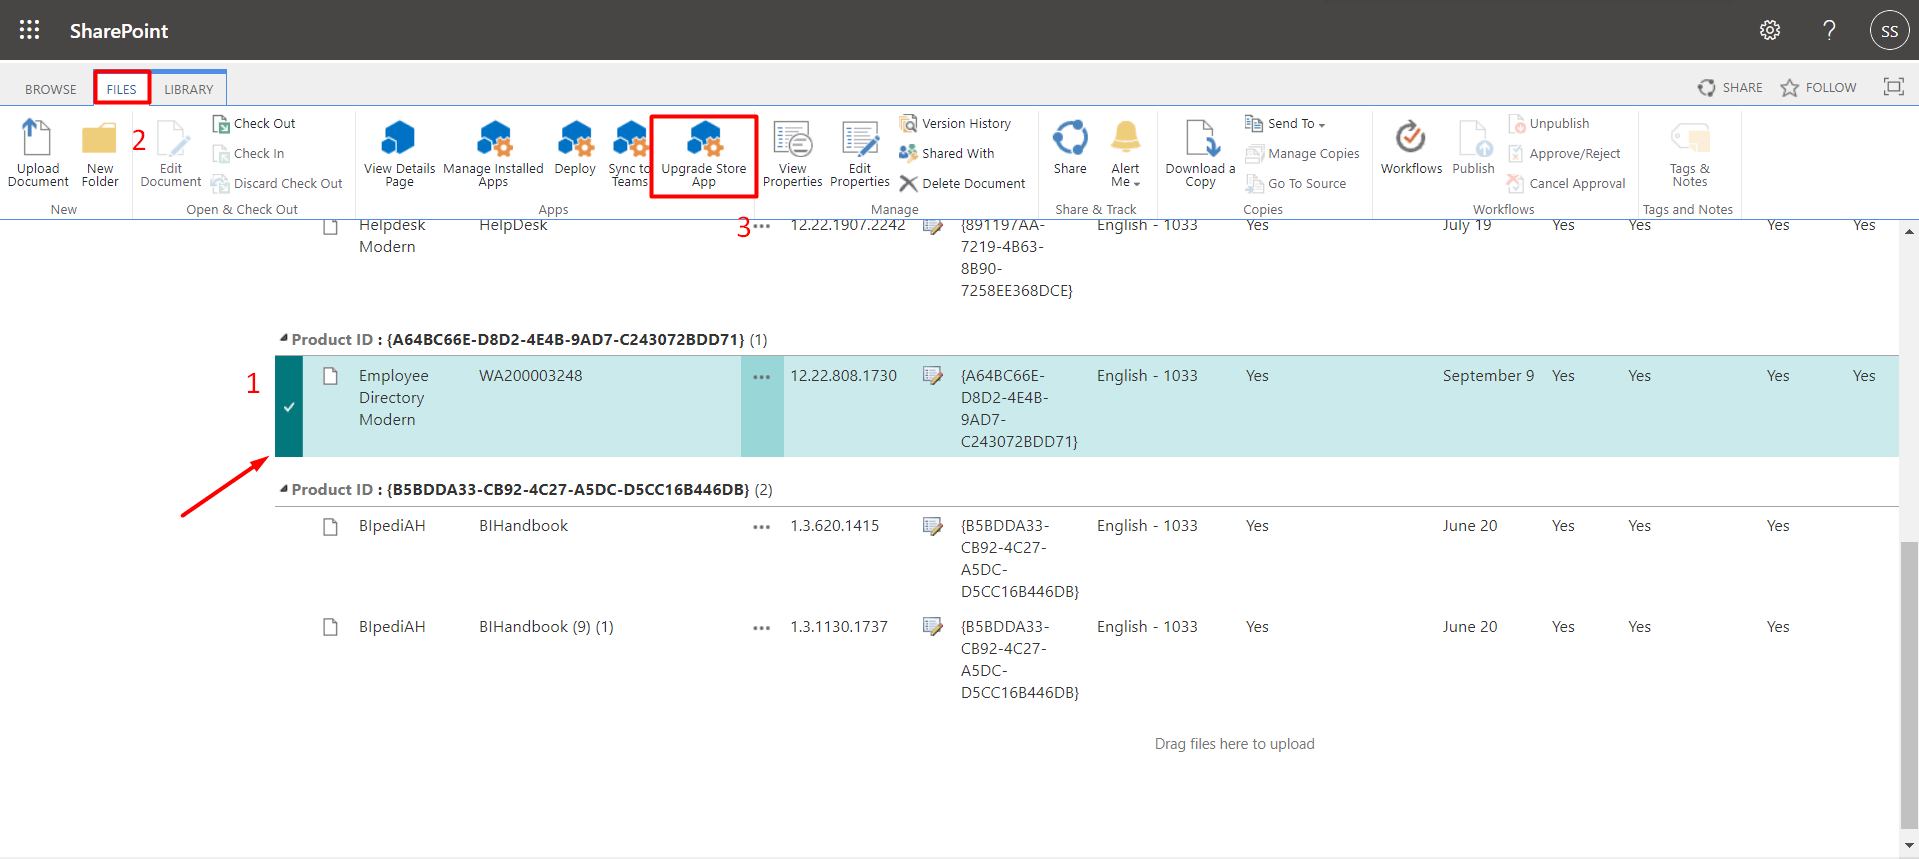 SharePoint
?
SS
BROWSE
FILES
LIBRARY
SHARE
FOLLOW
Upload
Document
New
Folder
New
2
Edit
Document
Check Out
Check In
Discard Check Out
Open & Check Out
View Details
Page
Manage Installed
Apps
Deploy
Sync to
Teams
Upgrade Store
App
Apps
View
Properties
Edit
Properties
Version History
Shared With
Delete Document
Manage
Share
Alert
Me
Share & Track
Download a
Copy
Send To
Manage Copies
Go To Source
Copies
Workflows
Publish
Unpublish
Approve/Reject
Cancel Approval
Workflows
Tags &
Notes
Tags and Notes
3
Helpdesk
Modern
HelpDesk
...
12.22.1907.2242
{891197AA-
7219-4B63-
8B90-
7258EE368DCE}
English - 1033
Yes
July 19
Yes
Yes
Yes
Yes
Product ID : {A64BC66E-D8D2-4E4B-9AD7-C243072BDD71} (1)
1
Employee
Directory
Modern
WA200003248
...
12.22.808.1730
{A64BC66E-
D8D2-4E4B-
9AD7-
C243072BDD71}
English - 1033
Yes
September 9
Yes
Yes
Yes
Yes
Product ID : {B5BDDA33-CB92-4C27-A5DC-D5CC16B446DB} (2)
BIpediAH
BIHandbook
...
1.3.620.1415
{B5BDDA33-
CB92-4C27-
A5DC-
D5CC16B446DB}
English - 1033
Yes
June 20
Yes
Yes
Yes
BIpediAH
BIHandbook (9) (1)
...
1.3.1130.1737
{B5BDDA33-
CB92-4C27-
A5DC-
D5CC16B446DB}
English - 1033
Yes
June 20
Yes
Yes
Yes
Drag files here to upload